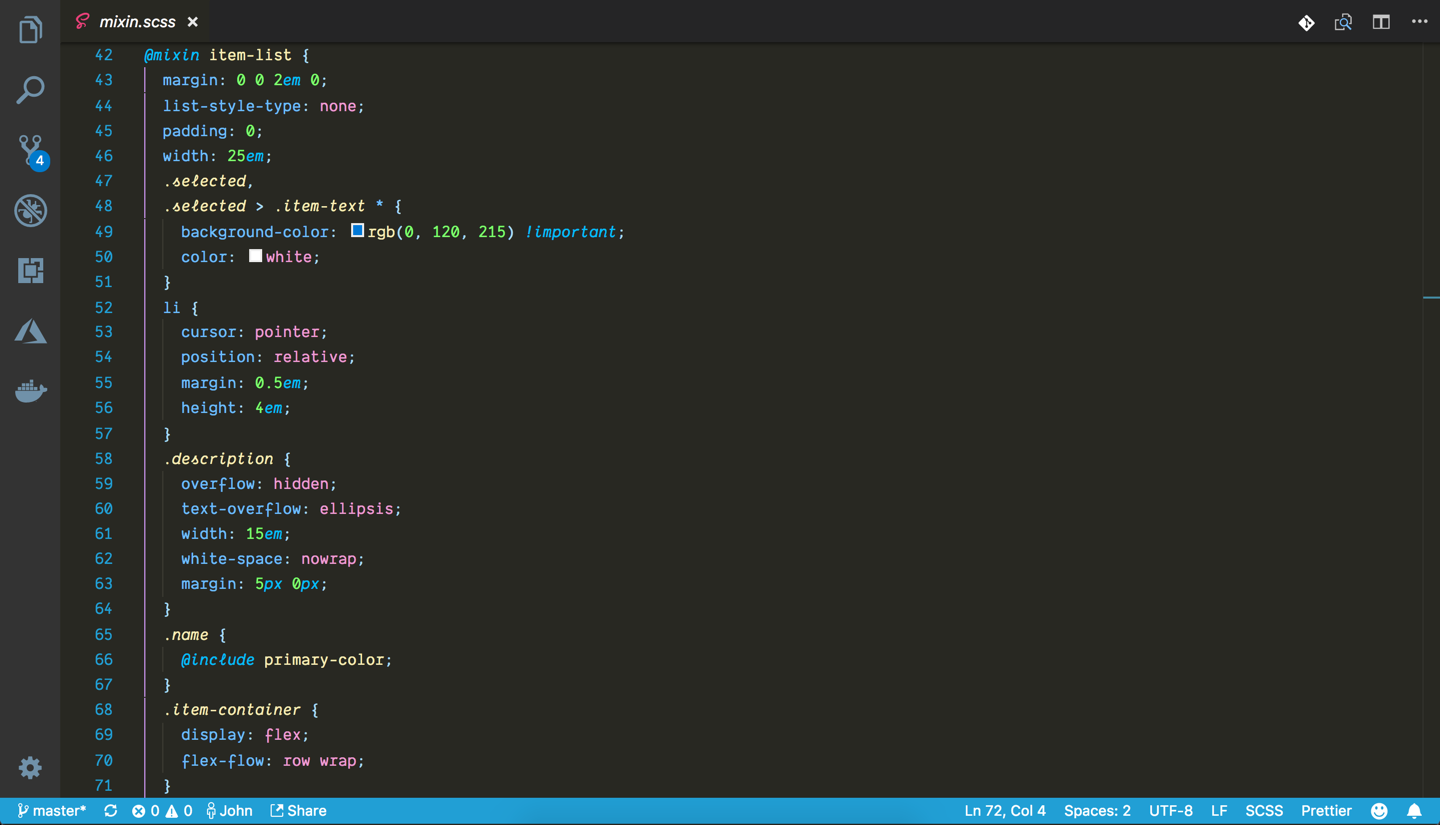 mixin.scss
42 @mixin item-list {
43 margin: 0 0 2em 0;
44 list-style-type: none;
45 padding: 0;
46 width: 25em;
47 .selected,
48 .selected > .item-text * {
49 background-color: rgb(0, 120, 215) !important;
50 color: white;
51 }
52 li {
53 cursor: pointer;
54 position: relative;
55 margin: 0.5em;
56 height: 4em;
57 }
58 .description {
59 overflow: hidden;
60 text-overflow: ellipsis;
61 width: 15em;
62 white-space: nowrap;
63 margin: 5px 0px;
64 }
65 .name {
66 @include primary-color;
67 }
68 .item-container {
69 display: flex;
70 flex-flow: row wrap;
71 }
4
master* 0 0 John Share Ln 72, Col 4 Spaces: 2 UTF-8 LF SCSS Prettier